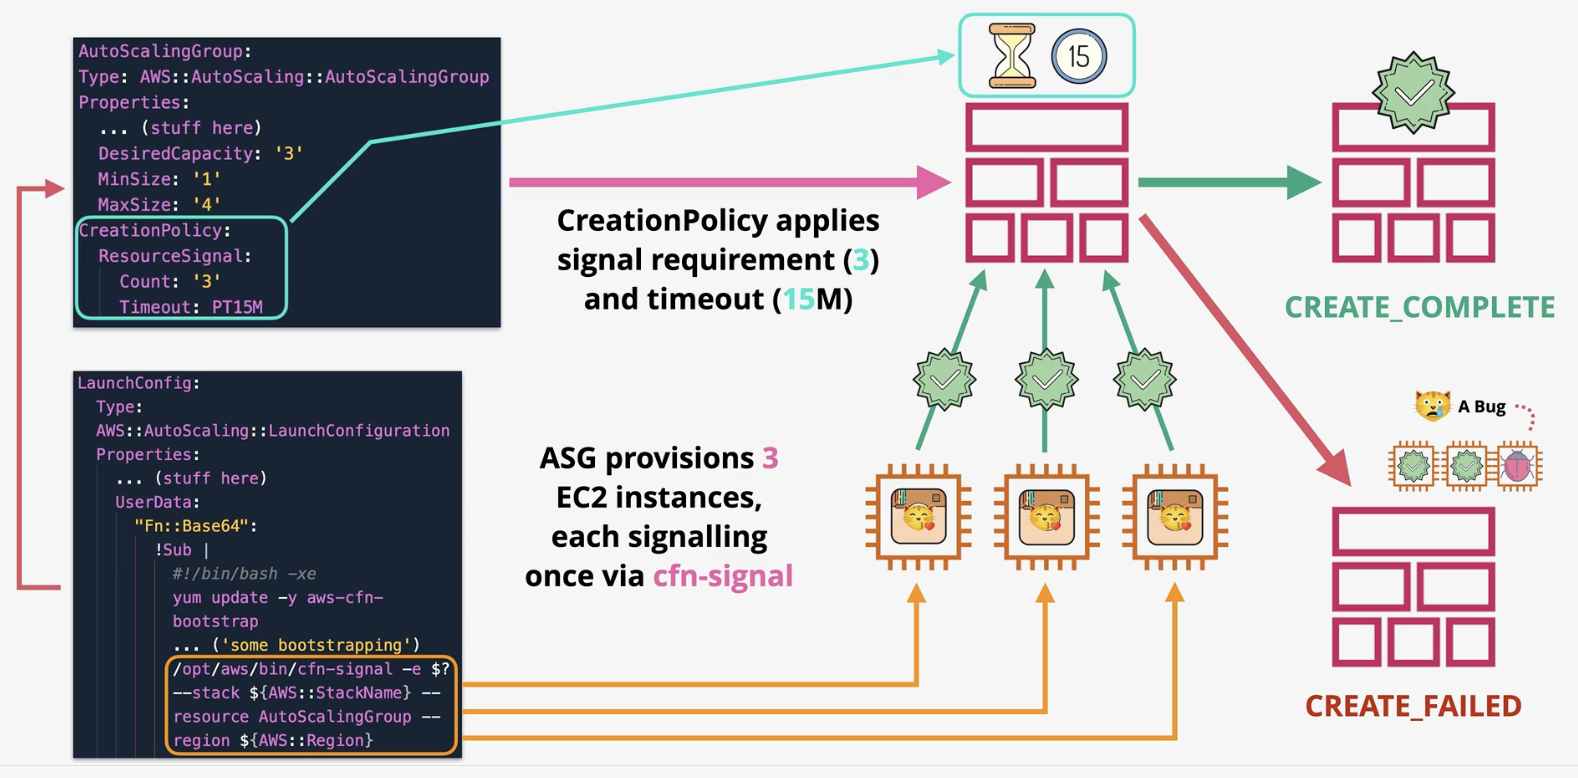 AutoScalingGroup:
Type: AWS::AutoScaling::AutoScalingGroup
Properties:
... (stuff here)
DesiredCapacity: '3'
MinSize: '1'
MaxSize: '4'
CreationPolicy:
ResourceSignal:
Count: '3'
Timeout: PT15M
15
CreationPolicy applies
signal requirement (3)
and timeout (15M)
CREATE_COMPLETE
LaunchConfig:
Type:
AWS::AutoScaling::LaunchConfiguration
Properties:
... (stuff here)
UserData:
"Fn::Base64":
!Sub |
#!/bin/bash -xe
yum update -y aws-cfn-
bootstrap
... ('some bootstrapping')
/opt/aws/bin/cfn-signal -e $?
--stack ${AWS::StackName} --
resource AutoScalingGroup --
region ${AWS::Region}
ASG provisions 3
EC2 instances,
each signalling
once via cfn-signal
A Bug
CREATE_FAILED